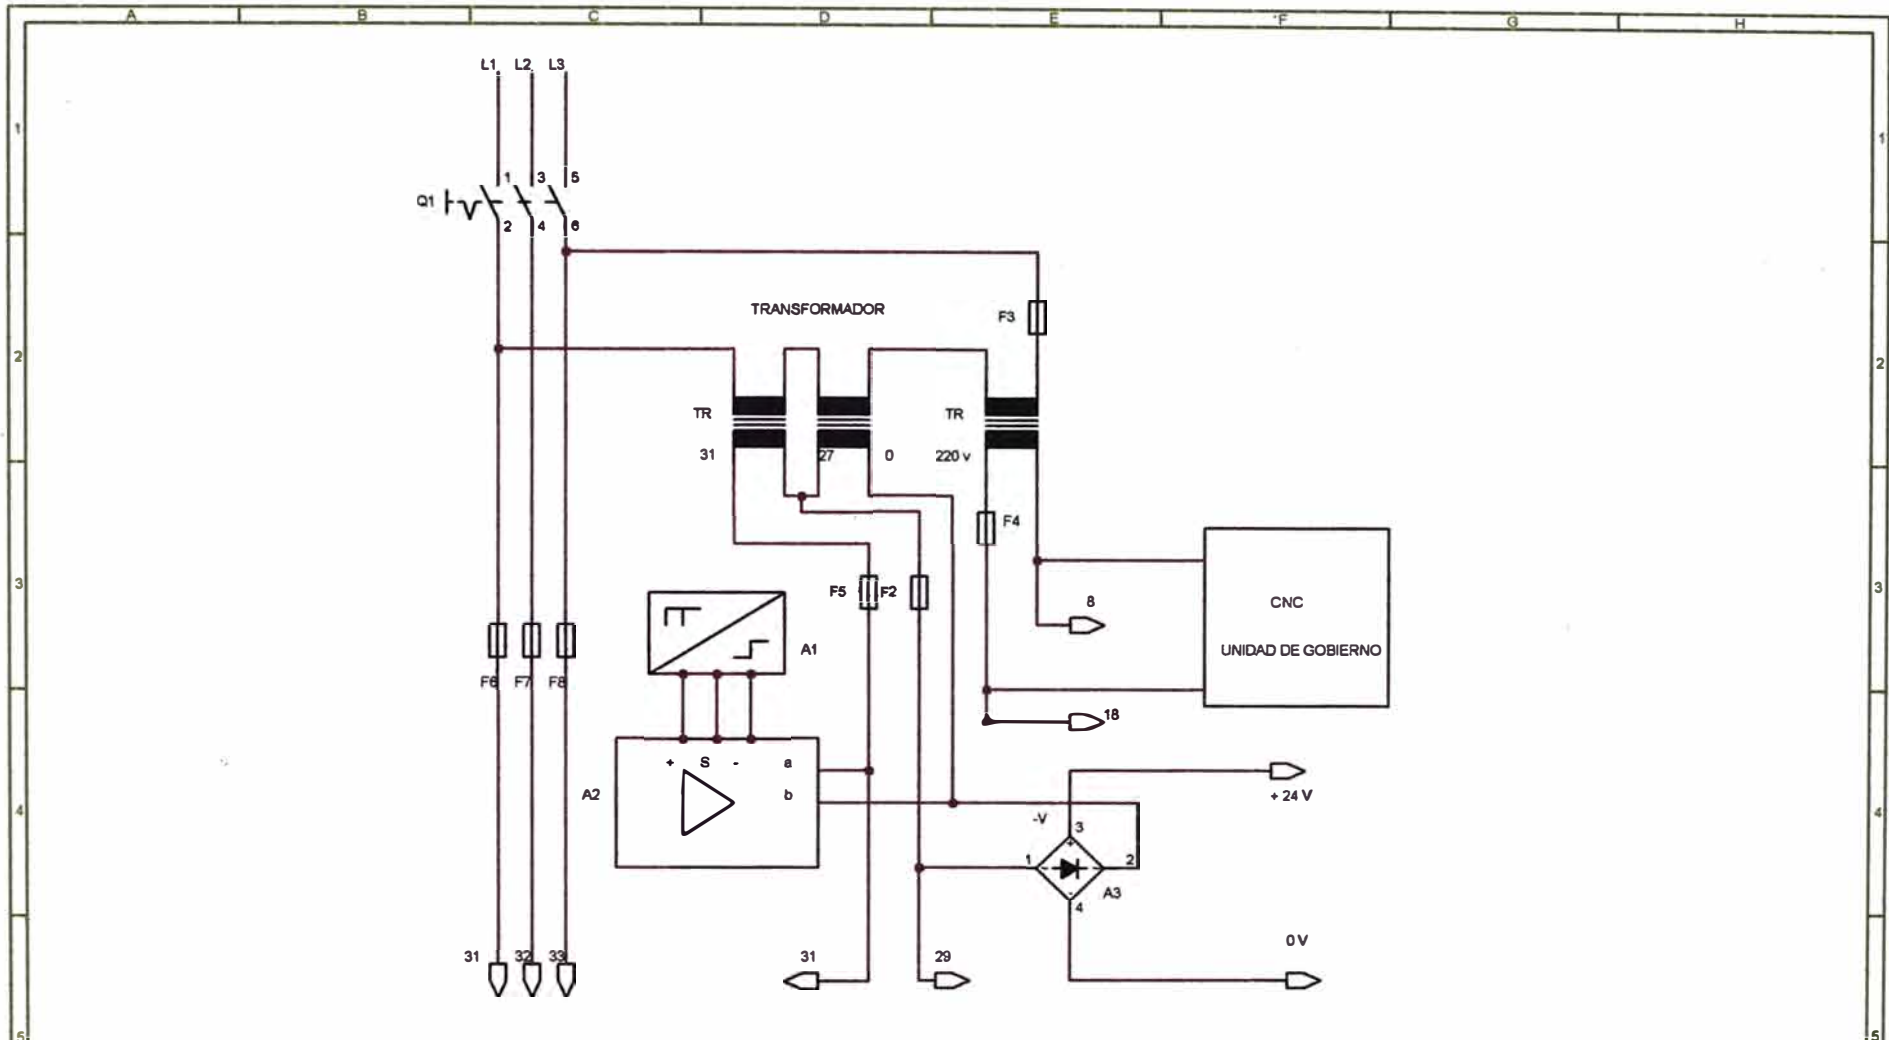 A B C D E F G H
L1 L2 L3
1 1
1 3 5
Q1
2 4 6
TRANSFORMADOR
F3
2 2
TR TR
31 27 0 220 v
F4
3 3
F5 F2
8
CNC
A1
UNIDAD DE GOBIERNO
F6 F7 F8
18
+ S - a
A2 b
+ 24 V
4 4
-V
3
+
1 2
A3
-
4
0 V
31 32 33 31 29
5 5